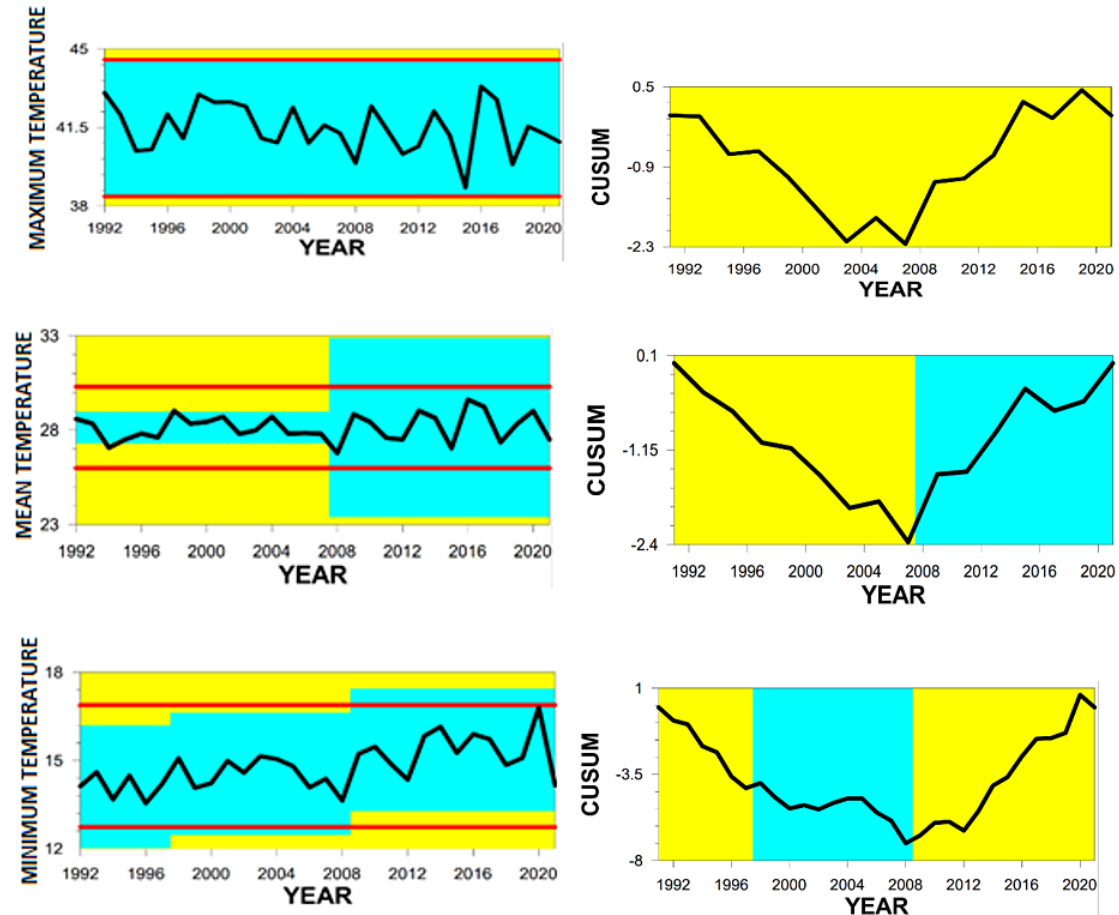 MAXIMUM TEMPERATURE
45
41.5
38
1992 1996 2000 2004 2008 2012 2016 2020
YEAR
CUSUM
0.5
-0.9
-2.3
1992 1996 2000 2004 2008 2012 2016 2020
YEAR
MEAN TEMPERATURE
33
28
23
1992 1996 2000 2004 2008 2012 2016 2020
YEAR
CUSUM
0.1
-1.15
-2.4
1992 1996 2000 2004 2008 2012 2016 2020
YEAR
MINIMUM TEMPERATURE
18
15
12
1992 1996 2000 2004 2008 2012 2016 2020
YEAR
CUSUM
1
-3.5
-8
1992 1996 2000 2004 2008 2012 2016 2020
YEAR